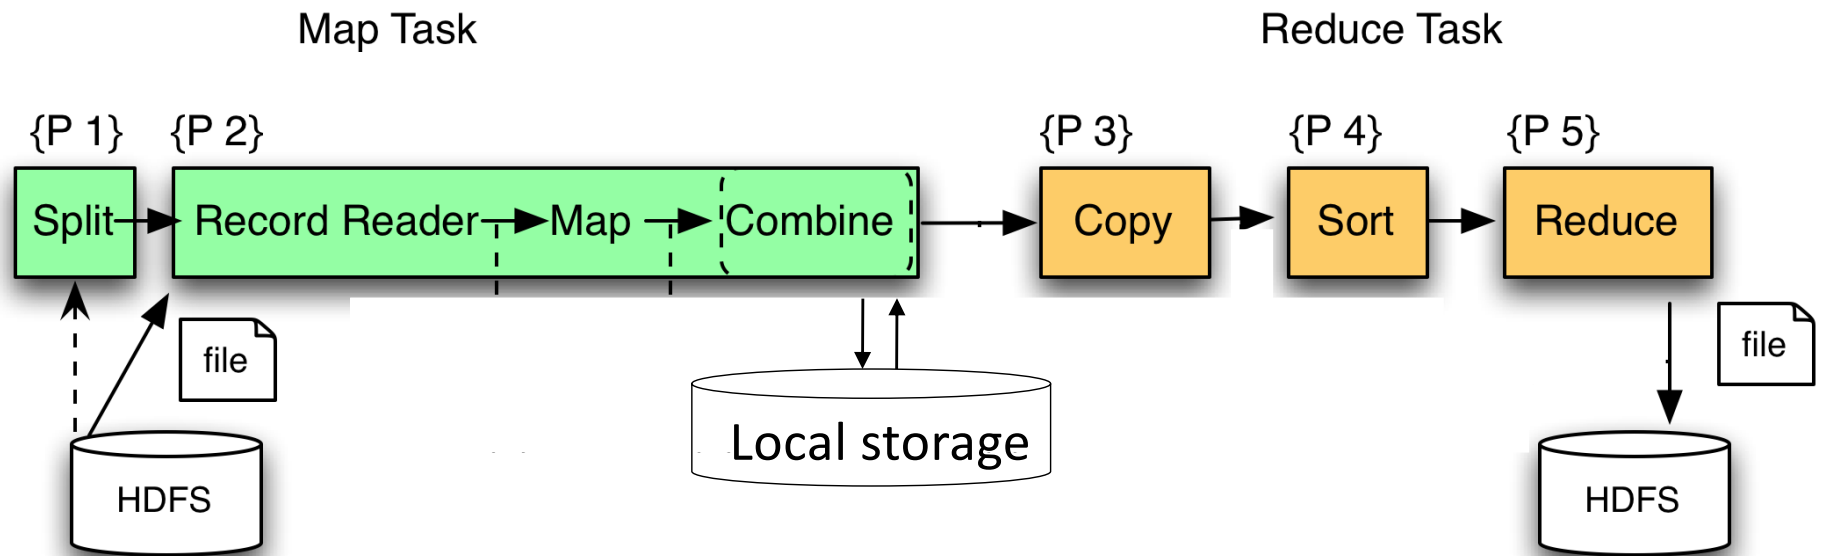 Map Task
Reduce Task
{P 1}
{P 2}
{P 3}
{P 4}
{P 5}
Split
Record Reader
Map
Combine
Copy
Sort
Reduce
file
file
Local storage
HDFS
HDFS